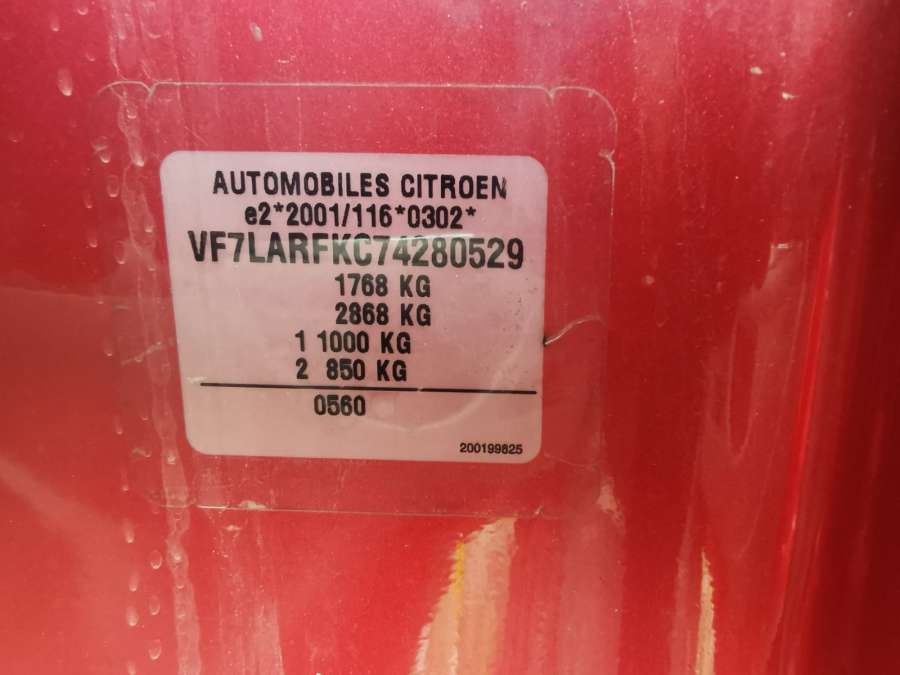 AUTOMOBILES CITROEN
e2*2001/116*0302*
VF7LARFKC74280529
1768 KG
2868 KG
1 1000 KG
2 850 KG
0560
200199825